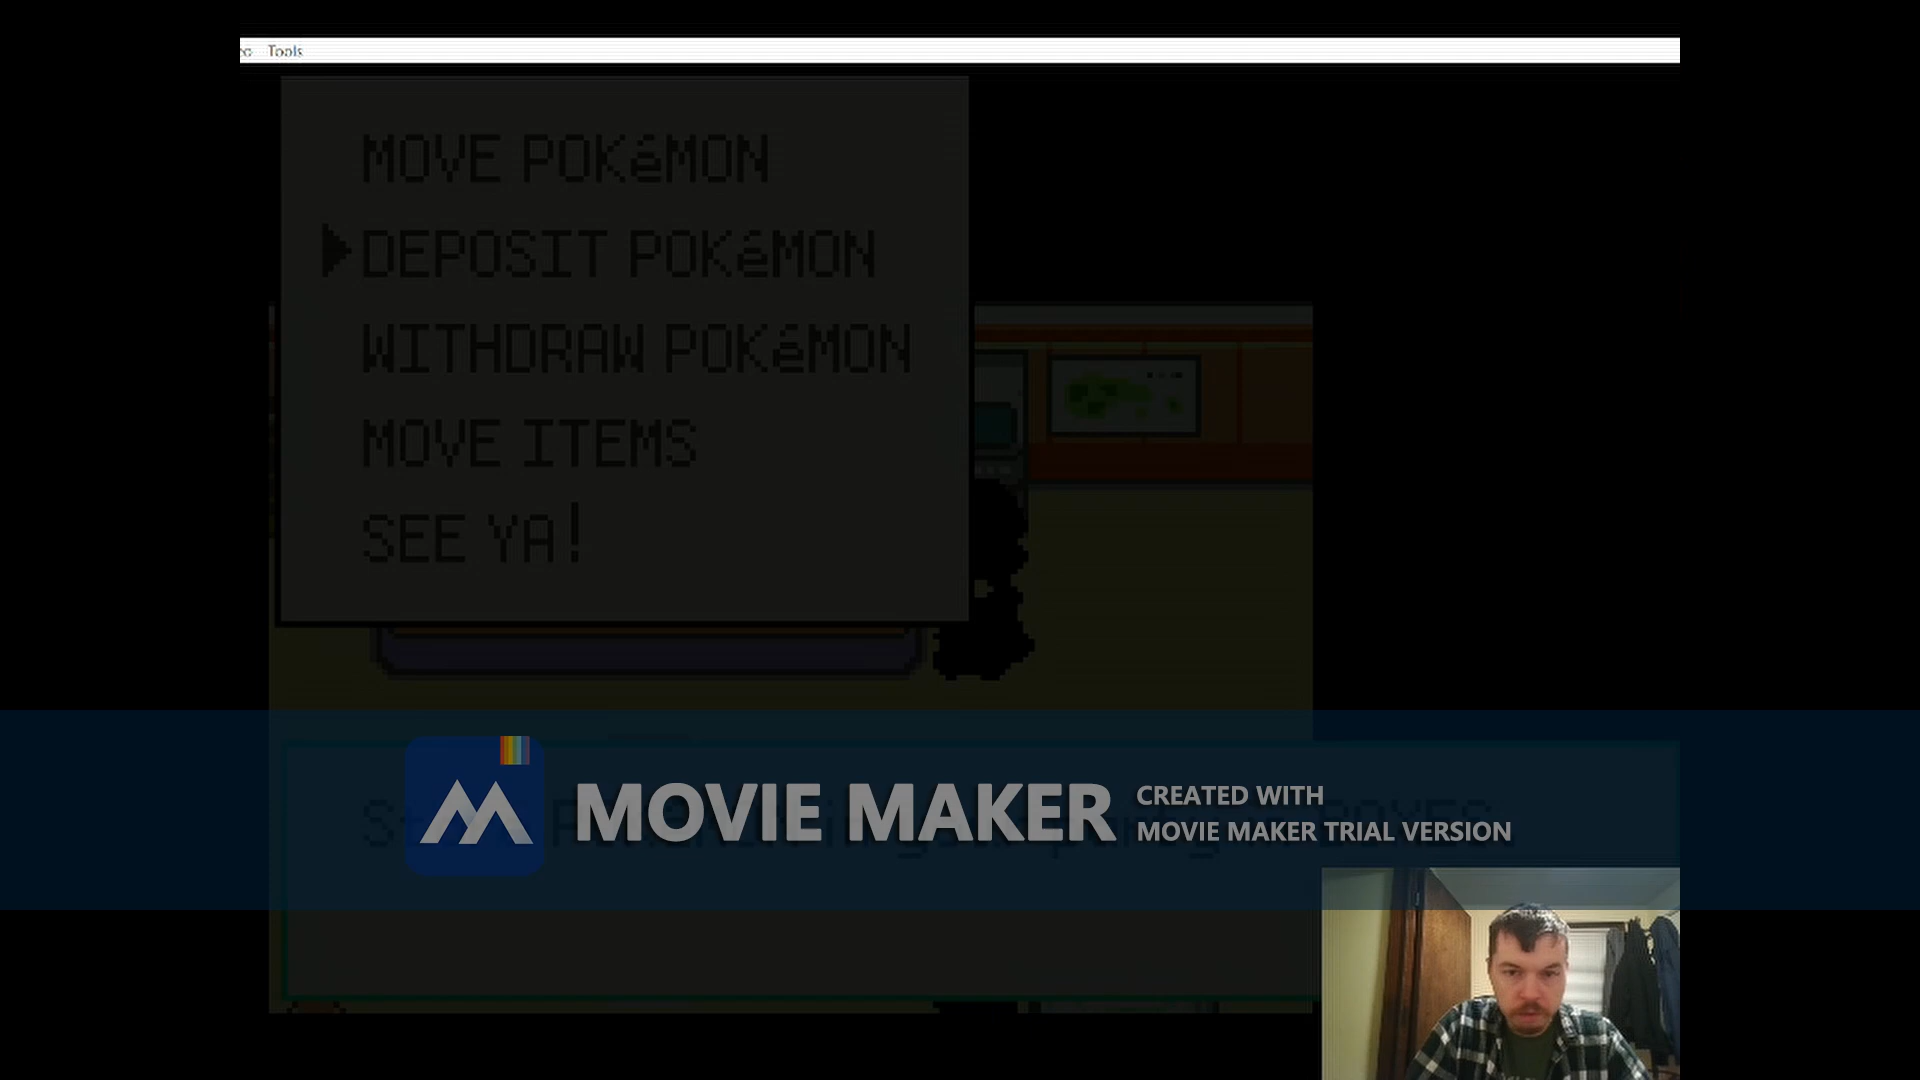 Tools
MOVE POKéMON
▶DEPOSIT POKéMON
WITHDRAW POKéMON
MOVE ITEMS
SEE YA!
MOVIE MAKER
CREATED WITH
MOVIE MAKER TRIAL VERSION
BOXES